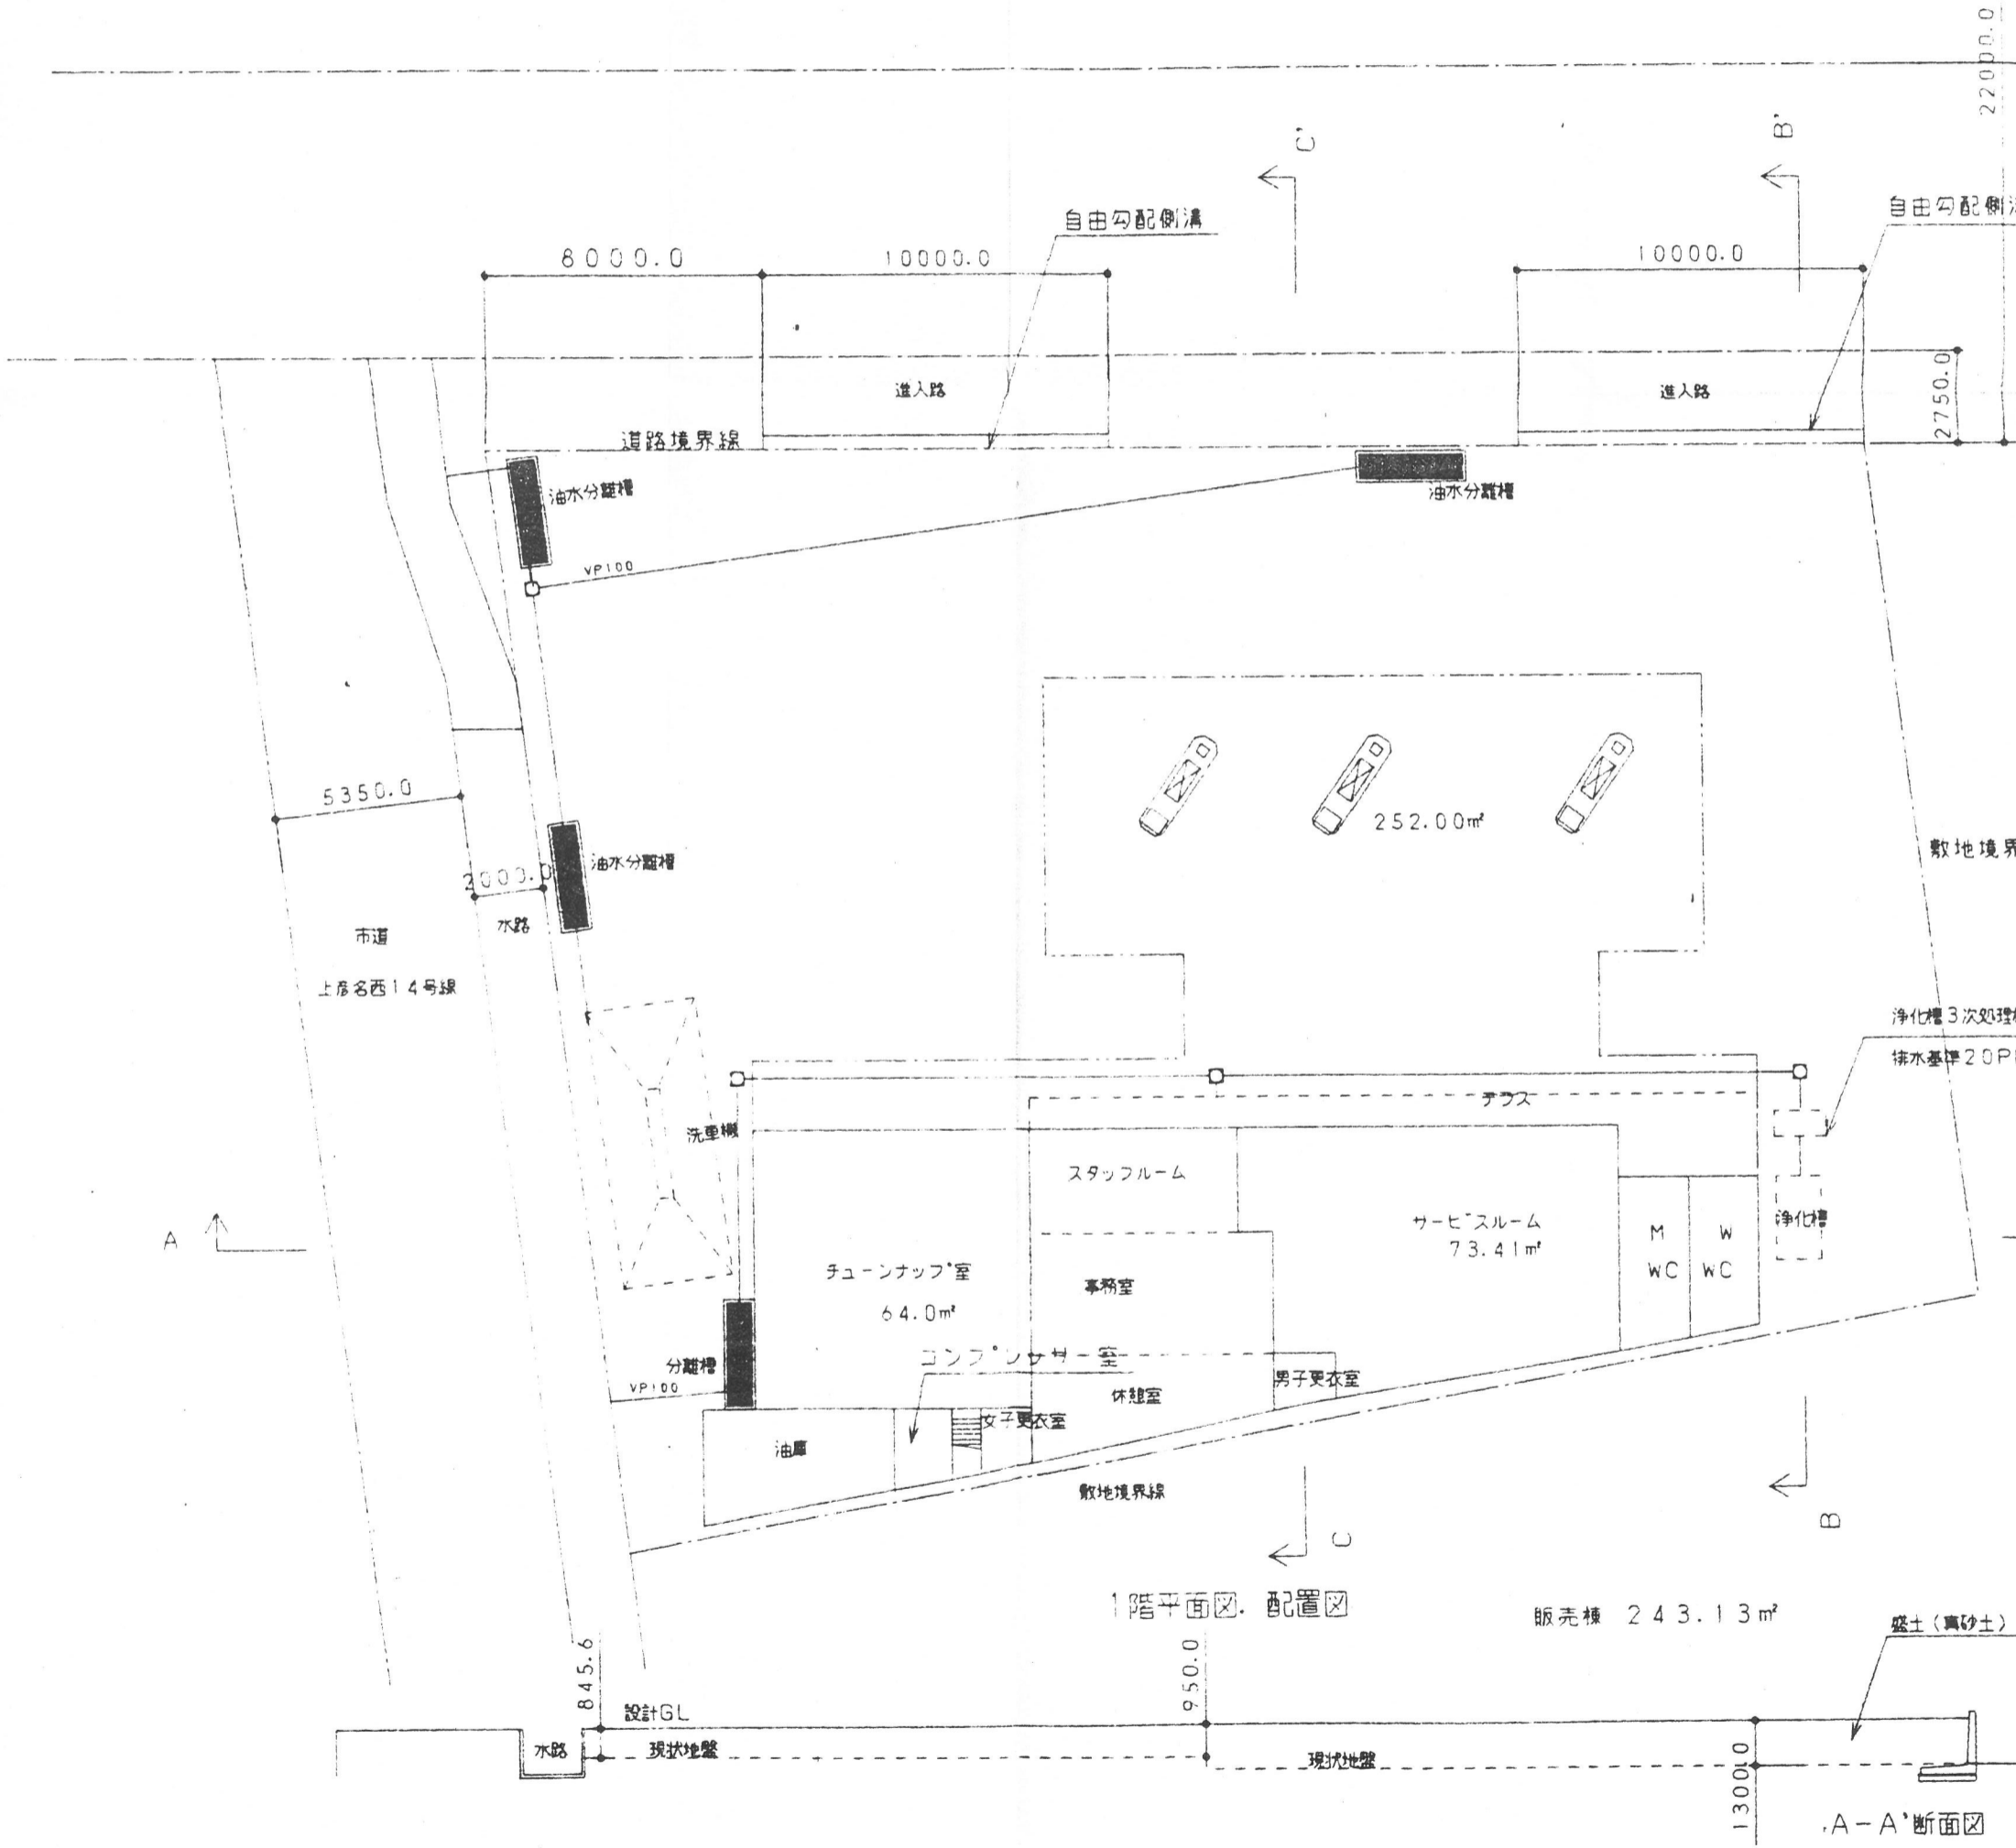 22000.0
C'
B'
自由勾配側溝
自由勾配側
8000.0
10000.0
10000.0
進入路
進入路
2750.0
道路境界線
油水分離槽
油水分離槽
VP100
5350.0
252.00㎡
敷地境界
油水分離槽
2000.0
水路
市道
上彦名西14号線
浄化槽3次処理
排水基準20P
テラス
洗車機
スタッフルーム
サービスルーム
73.41㎡
M
WC
W
WC
浄化槽
A
チューンナップ室
64.0㎡
事務室
コンプレッサー室
分離槽
VP100
男子更衣室
休憩室
女子更衣室
油庫
敷地境界線
C
B
1階平面図. 配置図
販売棟 243.13㎡
盛土(真砂土)
845.6
950.0
設計GL
水路
現状地盤
現状地盤
1300.0
A-A'断面図